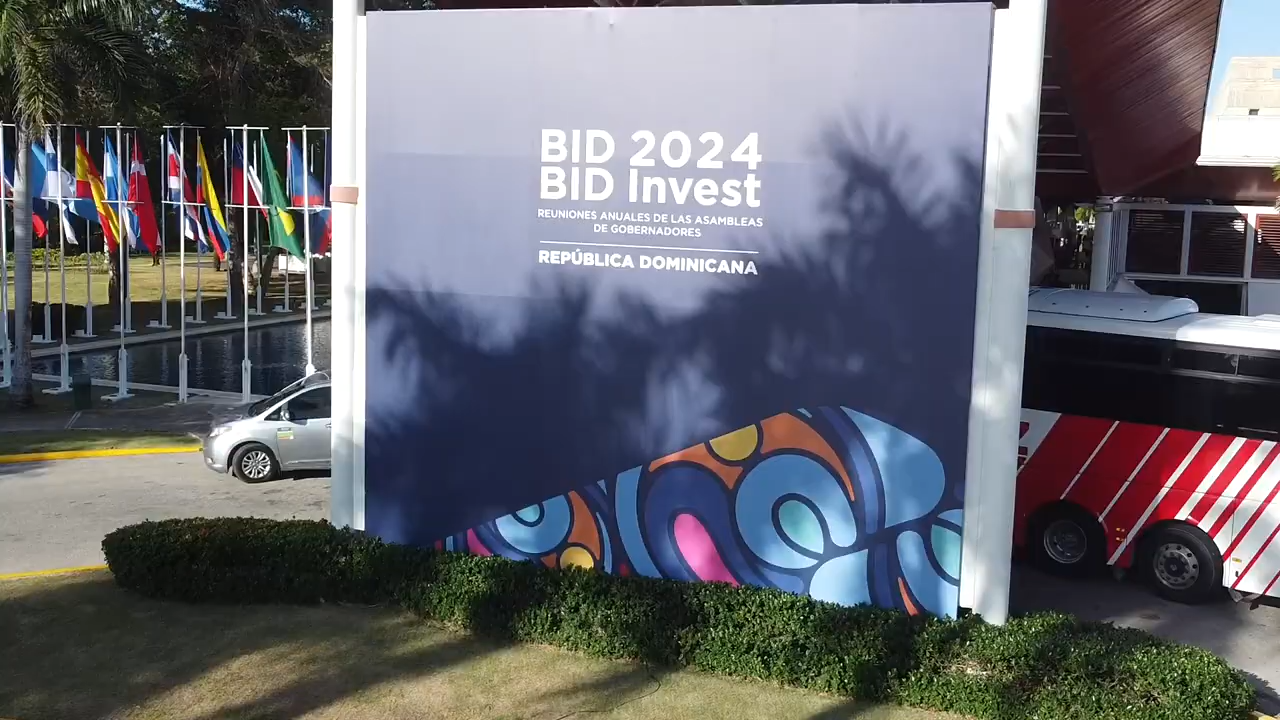 BID 2024
BID Invest
REUNIONES ANUALES DE LAS ASAMBLEAS
DE GOBERNADORES
REPÚBLICA DOMINICANA